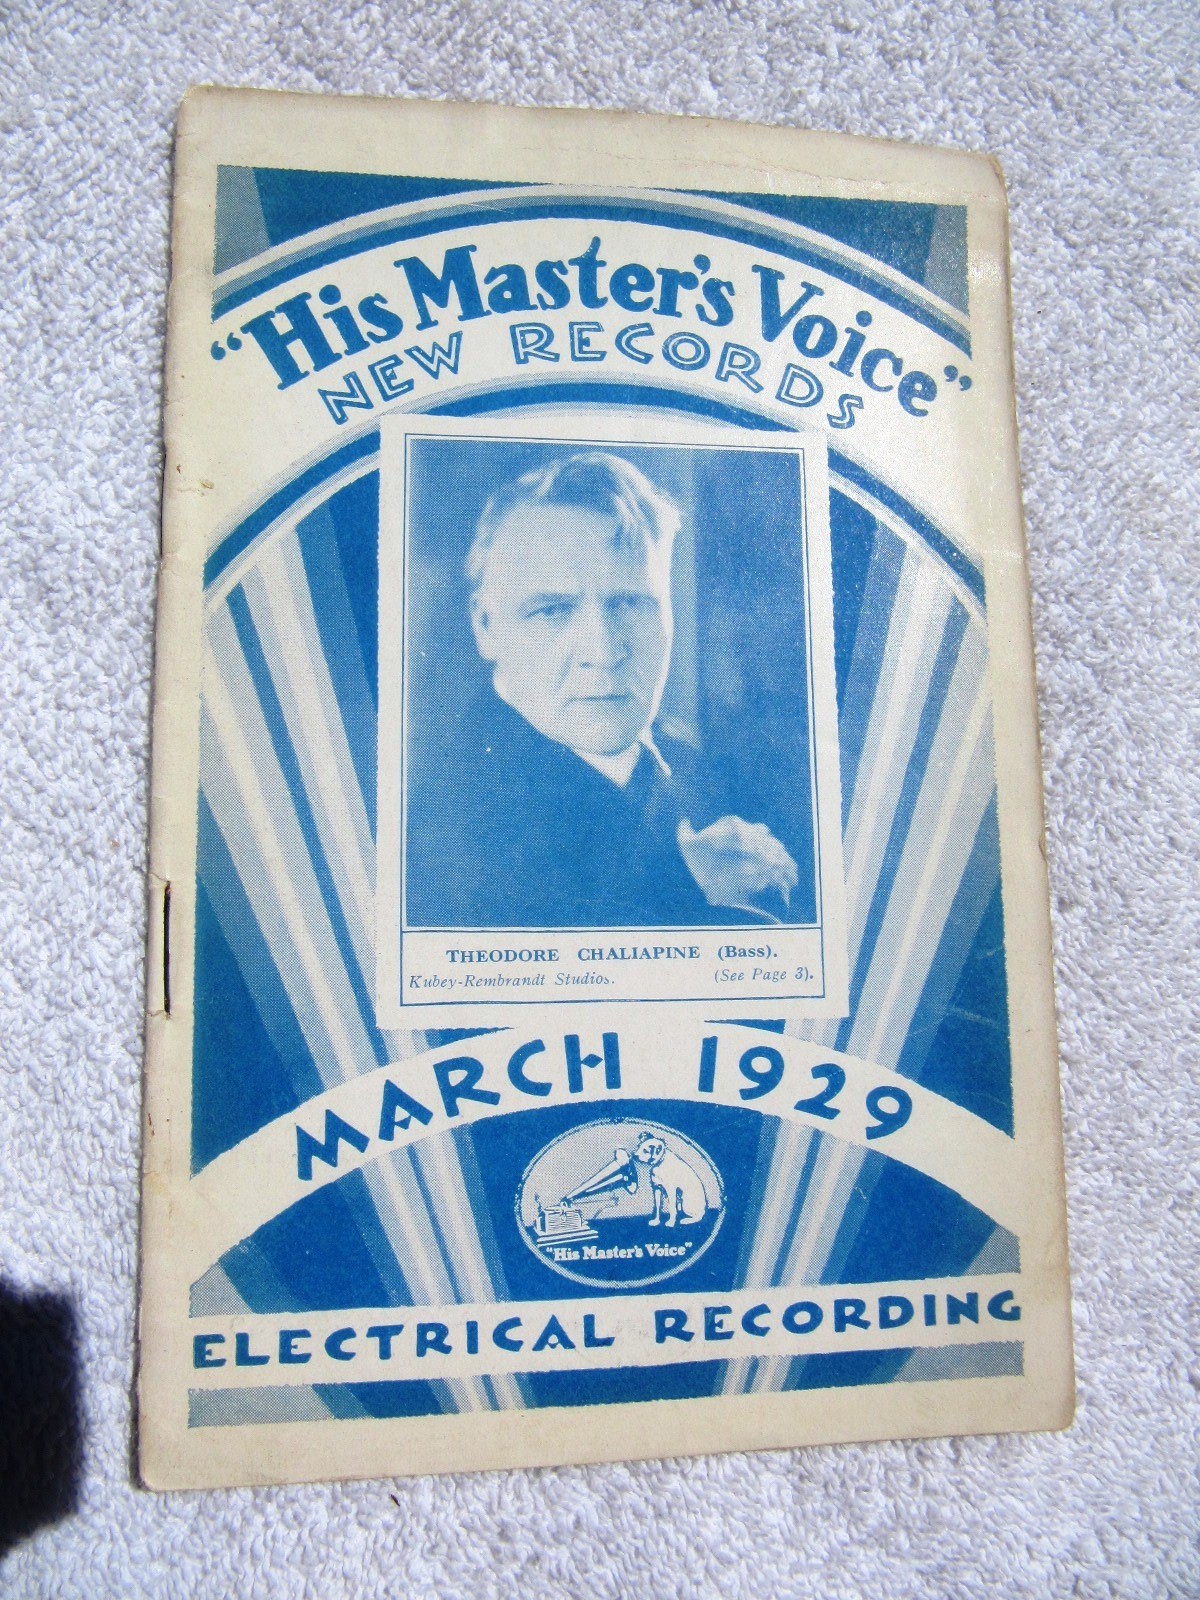 "His Master's Voice"
NEW RECORDS
THEODORE CHALIAPINE (Bass).
Kubey-Rembrandt Studios. (See Page 3).
MARCH 1929
"His Master's Voice"
ELECTRICAL RECORDING